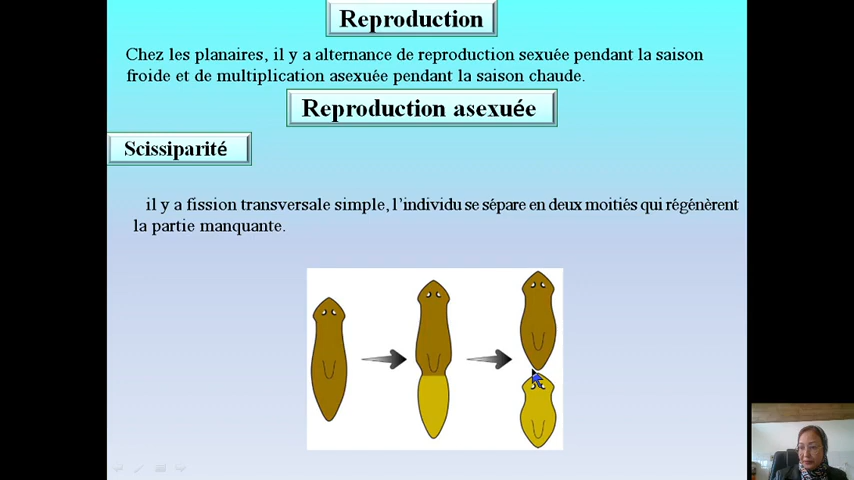 Reproduction
Chez les planaires, il y a alternance de reproduction sexuée pendant la saison
froide et de multiplication asexuée pendant la saison chaude.
Reproduction asexuée
Scissiparité
il y a fission transversale simple, l'individu se sépare en deux moitiés qui régénèrent
la partie manquante.